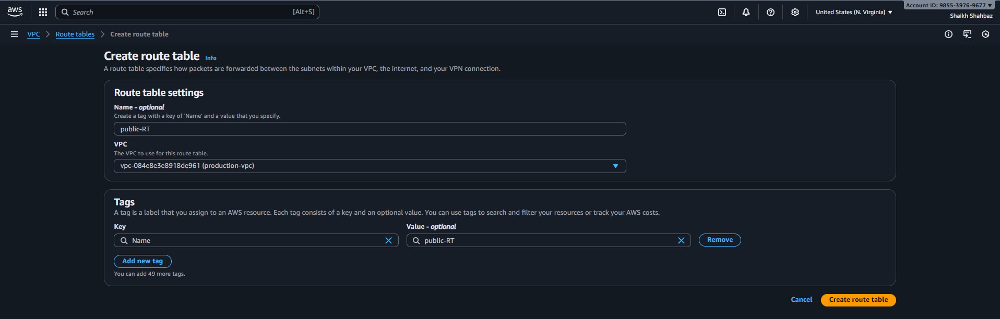 aws
Search [Alt+S]
United States (N. Virginia)
Account ID: 9855-3976-9677
Shaikh Shahbaz
VPC > Route tables > Create route table
Create route table Info
A route table specifies how packets are forwarded between the subnets within your VPC, the internet, and your VPN connection.
Route table settings
Name - optional
Create a tag with a key of 'Name' and a value that you specify.
public-RT
VPC
The VPC to use for this route table.
vpc-084e8e3e8918de961 (production-vpc)
Tags
A tag is a label that you assign to an AWS resource. Each tag consists of a key and an optional value. You can use tags to search and filter your resources or track your AWS costs.
Key Value - optional
Name public-RT Remove
Add new tag
You can add 49 more tags.
Cancel Create route table